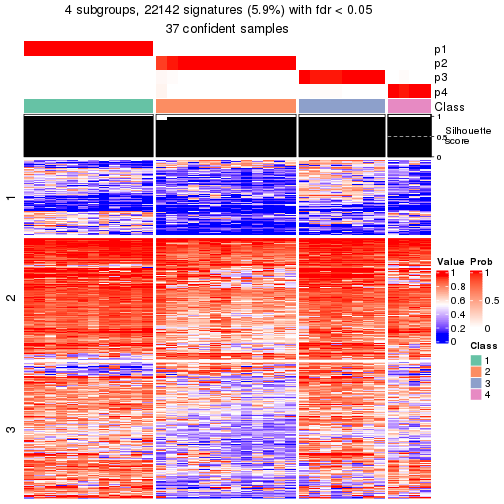 4 subgroups, 22142 signatures (5.9%) with fdr < 0.05
37 confident samples
p1
p2
p3
p4
Class
1
0.5
0
Silhouette
score
1
2
3
Value
1
0.8
0.6
0.4
0.2
0
Prob
1
0.5
0
Class
1
2
3
4